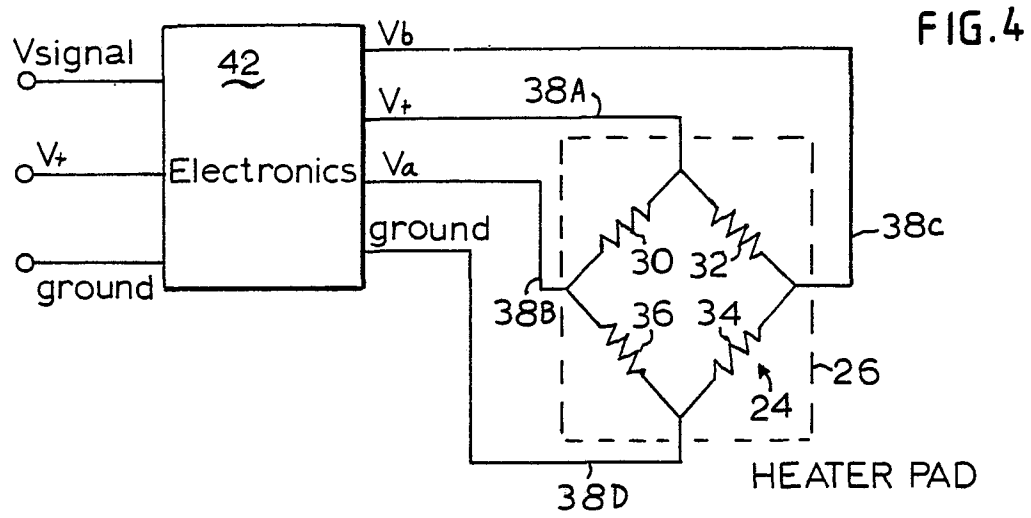 FIG.4
Vsignal
42
Vb
38A
V+
V+
Electronics
Va
ground
38C
30
32
ground
38B
36
34
26
24
HEATER PAD
38D